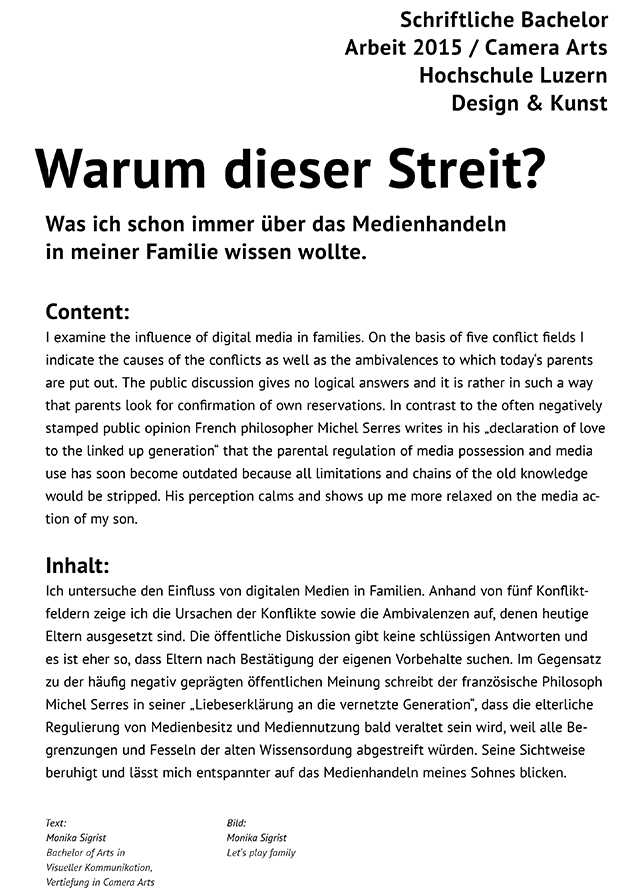 Schriftliche Bachelor
Arbeit 2015 / Camera Arts
Hochschule Luzern
Design & Kunst
Warum dieser Streit?
Was ich schon immer über das Medienhandeln
in meiner Familie wissen wollte.
Content:
I examine the influence of digital media in families. On the basis of five conflict fields I
indicate the causes of the conflicts as well as the ambivalences to which today's parents
are put out. The public discussion gives no logical answers and it is rather in such a way
that parents look for confirmation of own reservations. In contrast to the often negatively
stamped public opinion French philosopher Michel Serres writes in his „declaration of love
to the linked up generation“ that the parental regulation of media possession and media
use has soon become outdated because all limitations and chains of the old knowledge
would be stripped. His perception calms and shows up me more relaxed on the media ac-
tion of my son.
Inhalt:
Ich untersuche den Einfluss von digitalen Medien in Familien. Anhand von fünf Konflikt-
feldern zeige ich die Ursachen der Konflikte sowie die Ambivalenzen auf, denen heutige
Eltern ausgesetzt sind. Die öffentliche Diskussion gibt keine schlüssigen Antworten und
es ist eher so, dass Eltern nach Bestätigung der eigenen Vorbehalte suchen. Im Gegensatz
zu der häufig negativ geprägten öffentlichen Meinung schreibt der französische Philosoph
Michel Serres in seiner „Liebeserklärung an die vernetzte Generation“, dass die elterliche
Regulierung von Medienbesitz und Mediennutzung bald veraltet sein wird, weil alle Be-
grenzungen und Fesseln der alten Wissensordung abgestreift würden. Seine Sichtweise
beruhigt und lässt mich entspannter auf das Medienhandeln meines Sohnes blicken.
Text:
Monika Sigrist
Bachelor of Arts in
Visueller Kommunikation,
Vertiefung in Camera Arts
Bild:
Monika Sigrist
Let's play family